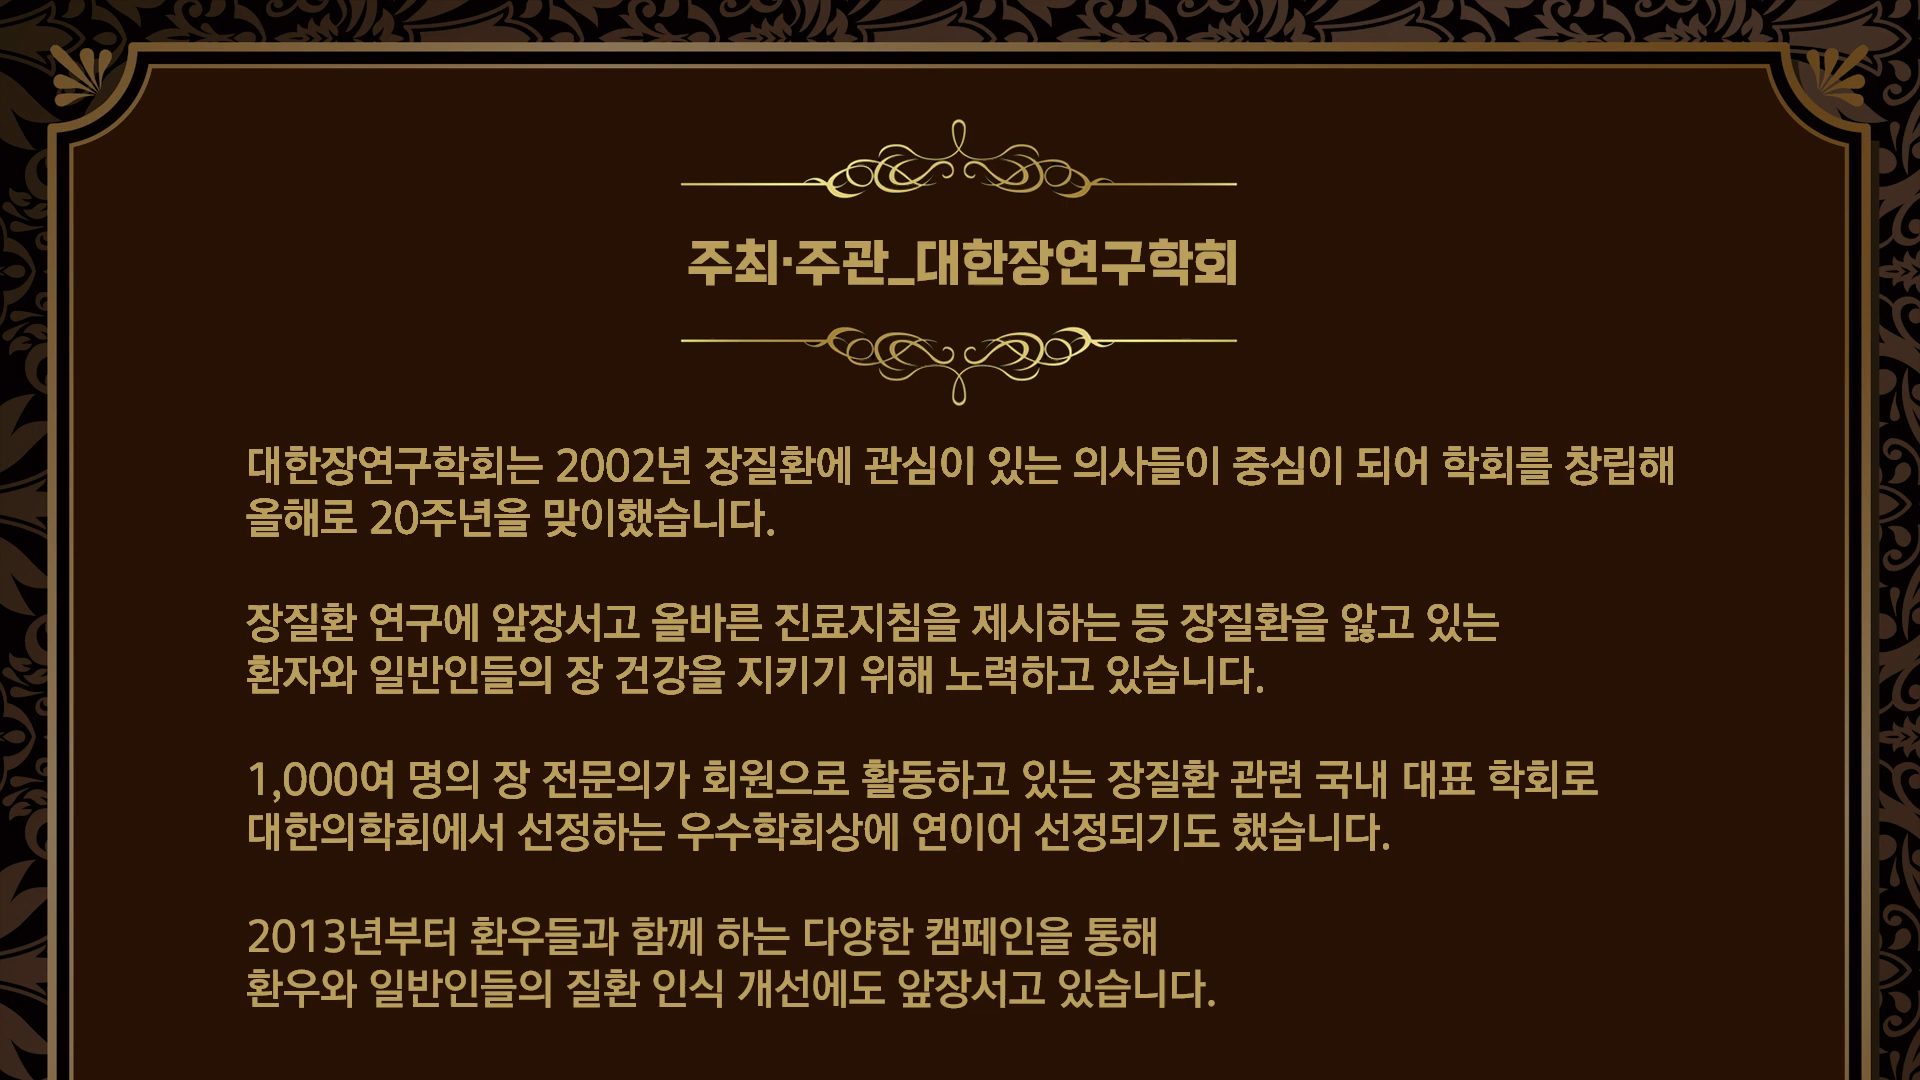 주최·주관_대한장연구학회
대한장연구학회는 2002년 장질환에 관심이 있는 의사들이 중심이 되어 학회를 창립해
올해로 20주년을 맞이했습니다.
장질환 연구에 앞장서고 올바른 진료지침을 제시하는 등 장질환을 앓고 있는
환자와 일반인들의 장 건강을 지키기 위해 노력하고 있습니다.
1,000여 명의 장 전문의가 회원으로 활동하고 있는 장질환 관련 국내 대표 학회로
대한의학회에서 선정하는 우수학회상에 연이어 선정되기도 했습니다.
2013년부터 환우들과 함께 하는 다양한 캠페인을 통해
환우와 일반인들의 질환 인식 개선에도 앞장서고 있습니다.